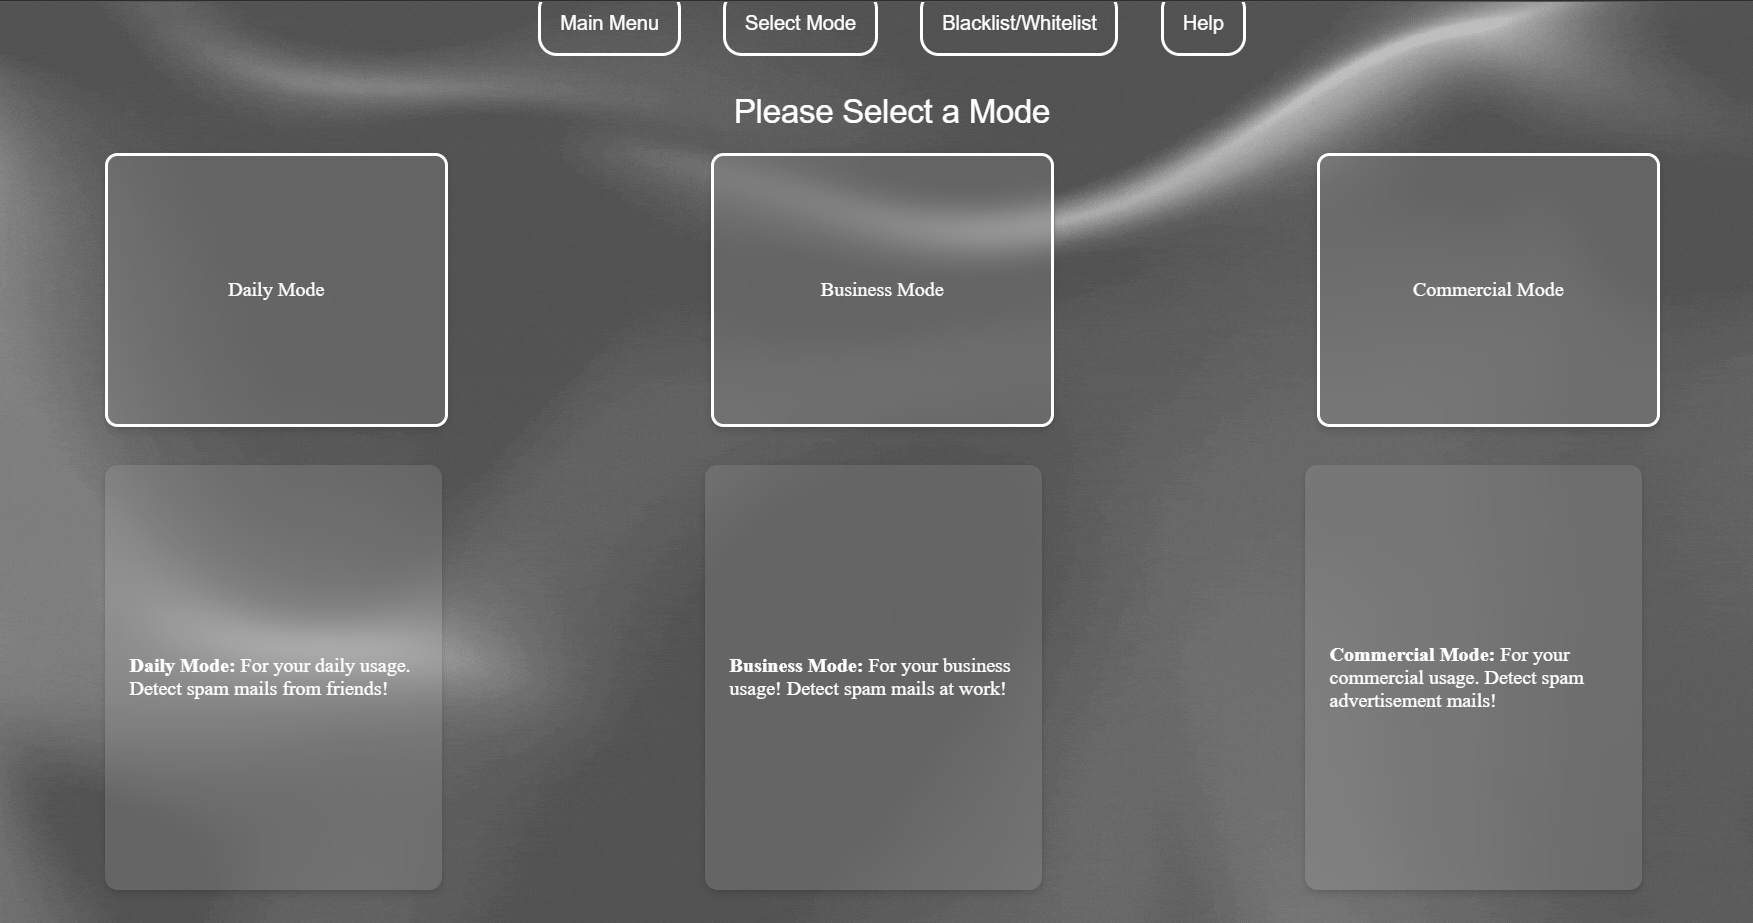 Main Menu
Select Mode
Blacklist/Whitelist
Help
Please Select a Mode
Daily Mode
Business Mode
Commercial Mode
Daily Mode: For your daily usage.
Detect spam mails from friends!
Business Mode: For your business
usage! Detect spam mails at work!
Commercial Mode: For your
commercial usage. Detect spam
advertisement mails!